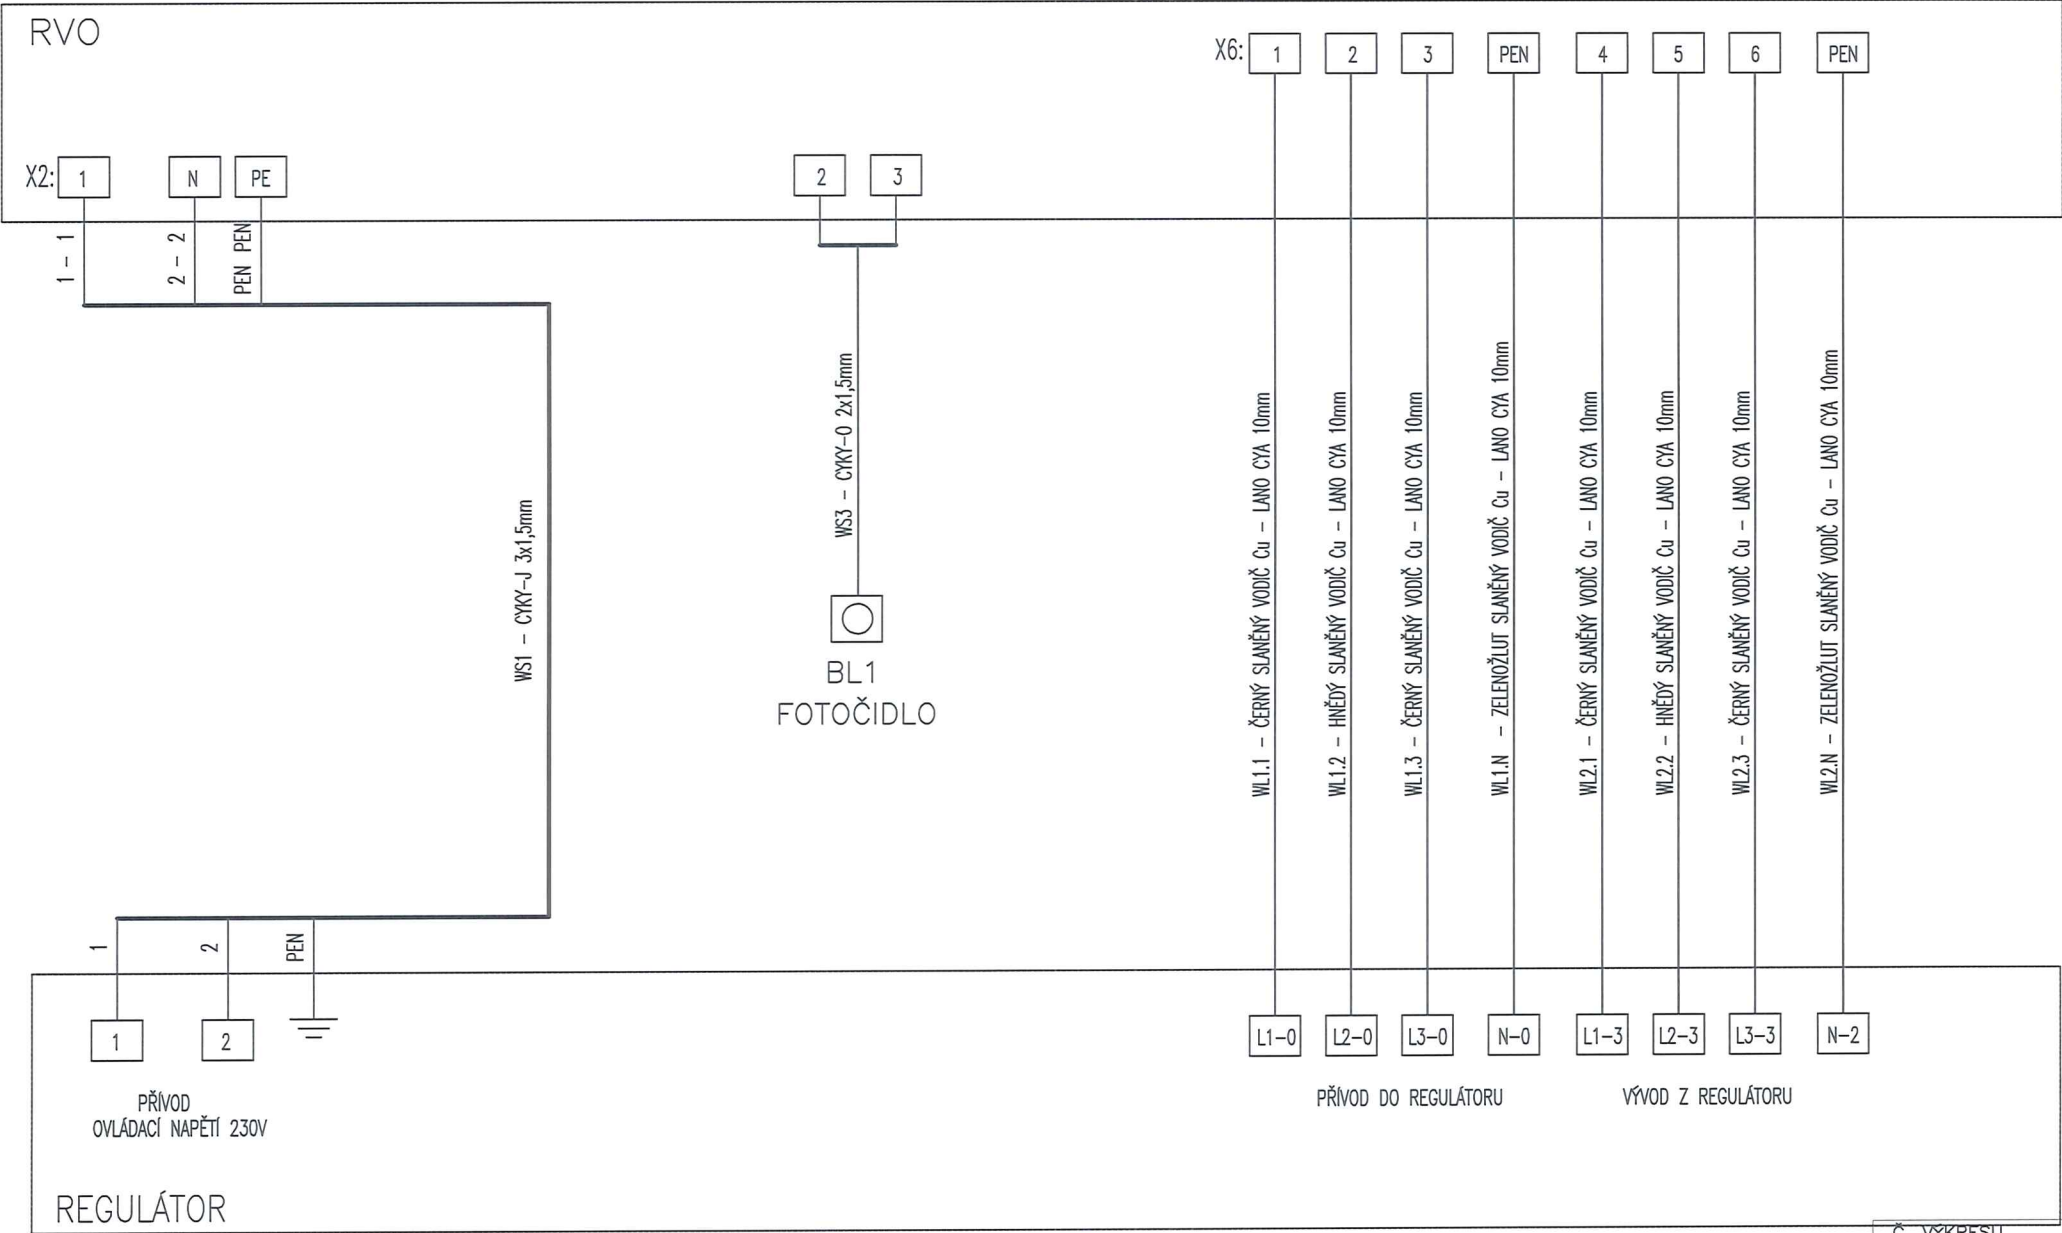 RVO
X6: 1 2 3 PEN 4 5 6 PEN
X2: 1 N PE 2 3
1 - 1
2 - 2
PEN PEN
WS1 - CYKY-J 3x1,5mm
WS3 - CYKY-O 2x1,5mm
BL1
FOTOČIDLO
WL1.1 - ČERNÝ SLANĚNÝ VODIČ Cu - LANO CYA 10mm
WL1.2 - HNĚDÝ SLANĚNÝ VODIČ Cu - LANO CYA 10mm
WL1.3 - ČERNÝ SLANĚNÝ VODIČ Cu - LANO CYA 10mm
WL1.N - ZELENOŽLUT SLANĚNÝ VODIČ Cu - LANO CYA 10mm
WL2.1 - ČERNÝ SLANĚNÝ VODIČ Cu - LANO CYA 10mm
WL2.2 - HNĚDÝ SLANĚNÝ VODIČ Cu - LANO CYA 10mm
WL2.3 - ČERNÝ SLANĚNÝ VODIČ Cu - LANO CYA 10mm
WL2.N - ZELENOŽLUT SLANĚNÝ VODIČ Cu - LANO CYA 10mm
1
2
PEN
1 2
L1-0 L2-0 L3-0 N-0 L1-3 L2-3 L3-3 N-2
PŘÍVOD
OVLÁDACÍ NAPĚTÍ 230V
PŘÍVOD DO REGULÁTORU
VÝVOD Z REGULÁTORU
REGULÁTOR
Č. VÝKRESU